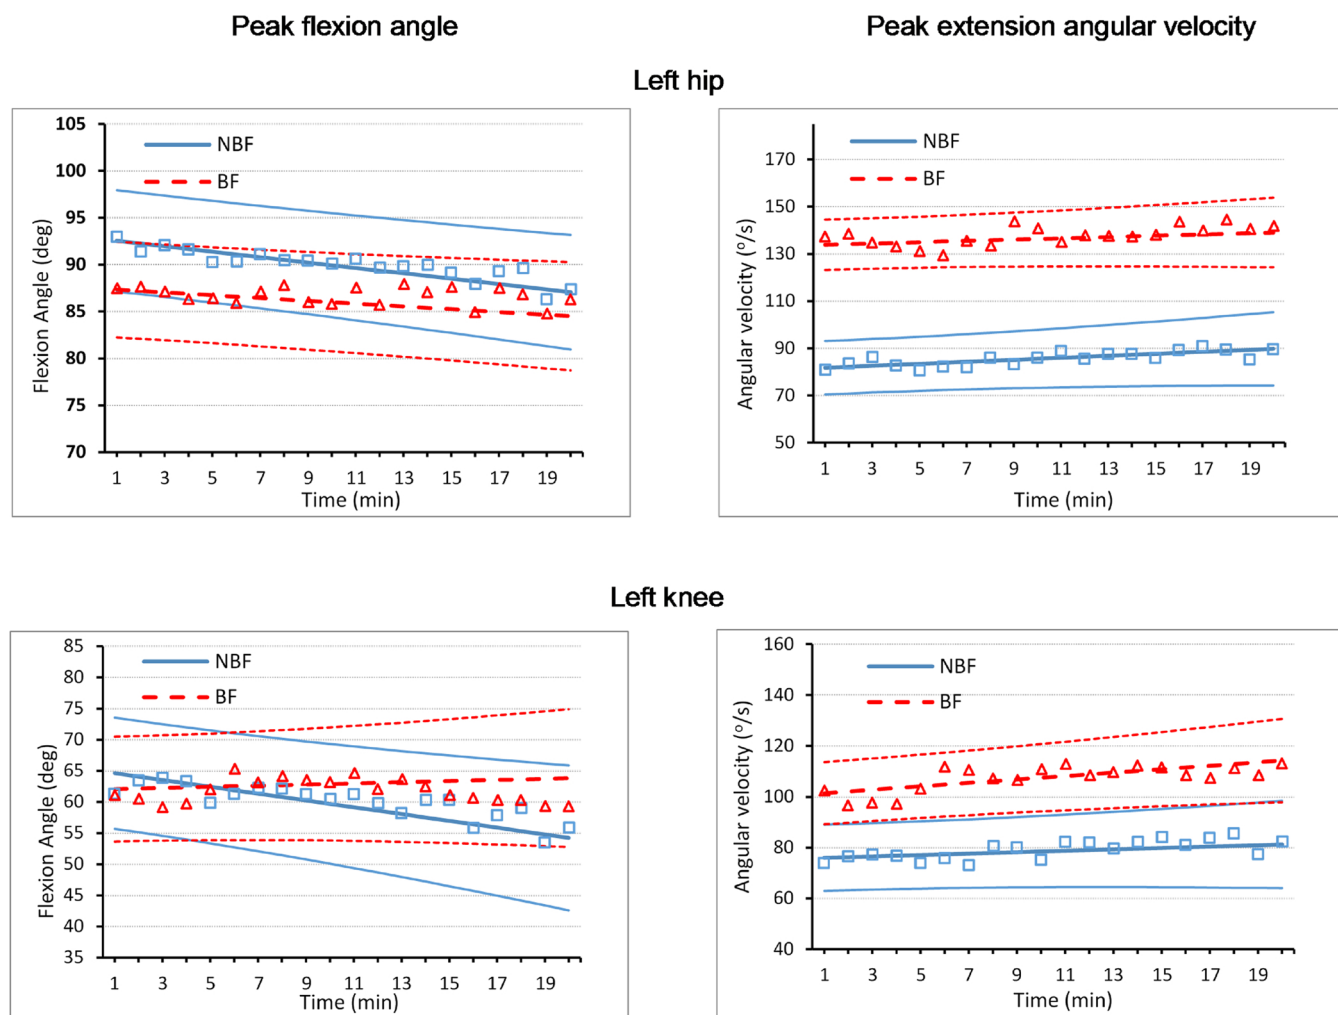 Peak flexion angle
Peak extension angular velocity
Left hip
Flexion Angle (deg)
105
100
95
90
85
80
75
70
NBF
BF
1 3 5 7 9 11 13 15 17 19
Time (min)
Angular velocity (°/s)
170
150
130
110
90
70
50
NBF
BF
1 3 5 7 9 11 13 15 17 19
Time (min)
Left knee
Flexion Angle (deg)
85
80
75
70
65
60
55
50
45
40
35
NBF
BF
1 3 5 7 9 11 13 15 17 19
Time (min)
Angular velocity (°/s)
160
140
120
100
80
60
40
NBF
BF
1 3 5 7 9 11 13 15 17 19
Time (min)